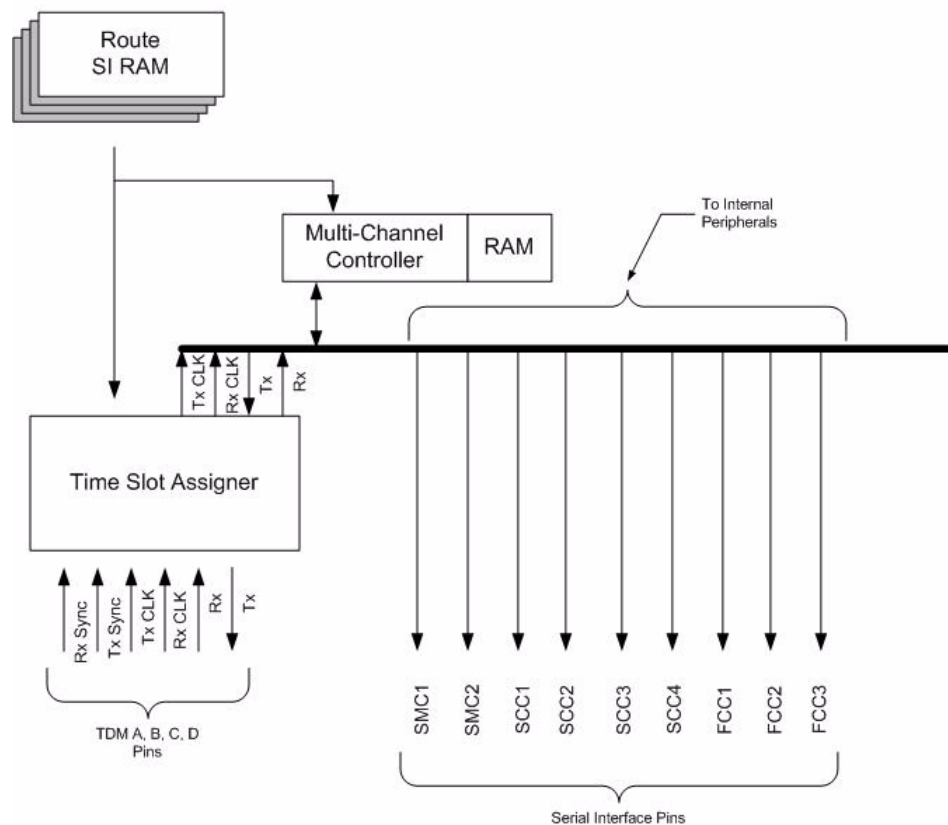 Route
SI RAM
To Internal
Peripherals
Multi-Channel
Controller
RAM
Tx CLK
Rx CLK
Tx
Rx
Time Slot Assigner
Rx Sync
Tx Sync
Tx CLK
Rx CLK
Rx
Tx
TDM A, B, C, D
Pins
SMC1
SMC2
SCC1
SCC2
SCC3
SCC4
FCC1
FCC2
FCC3
Serial Interface Pins